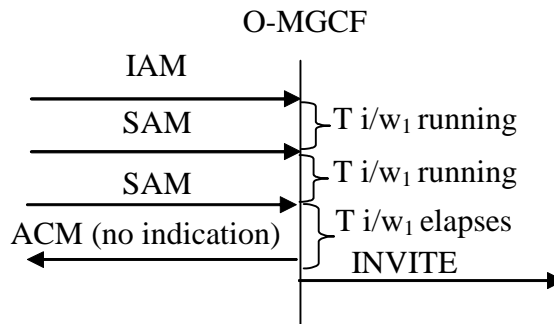 O-MGCF
IAM
T i/w₁ running
SAM
T i/w₁ running
SAM
T i/w₁ elapses
ACM (no indication)
INVITE